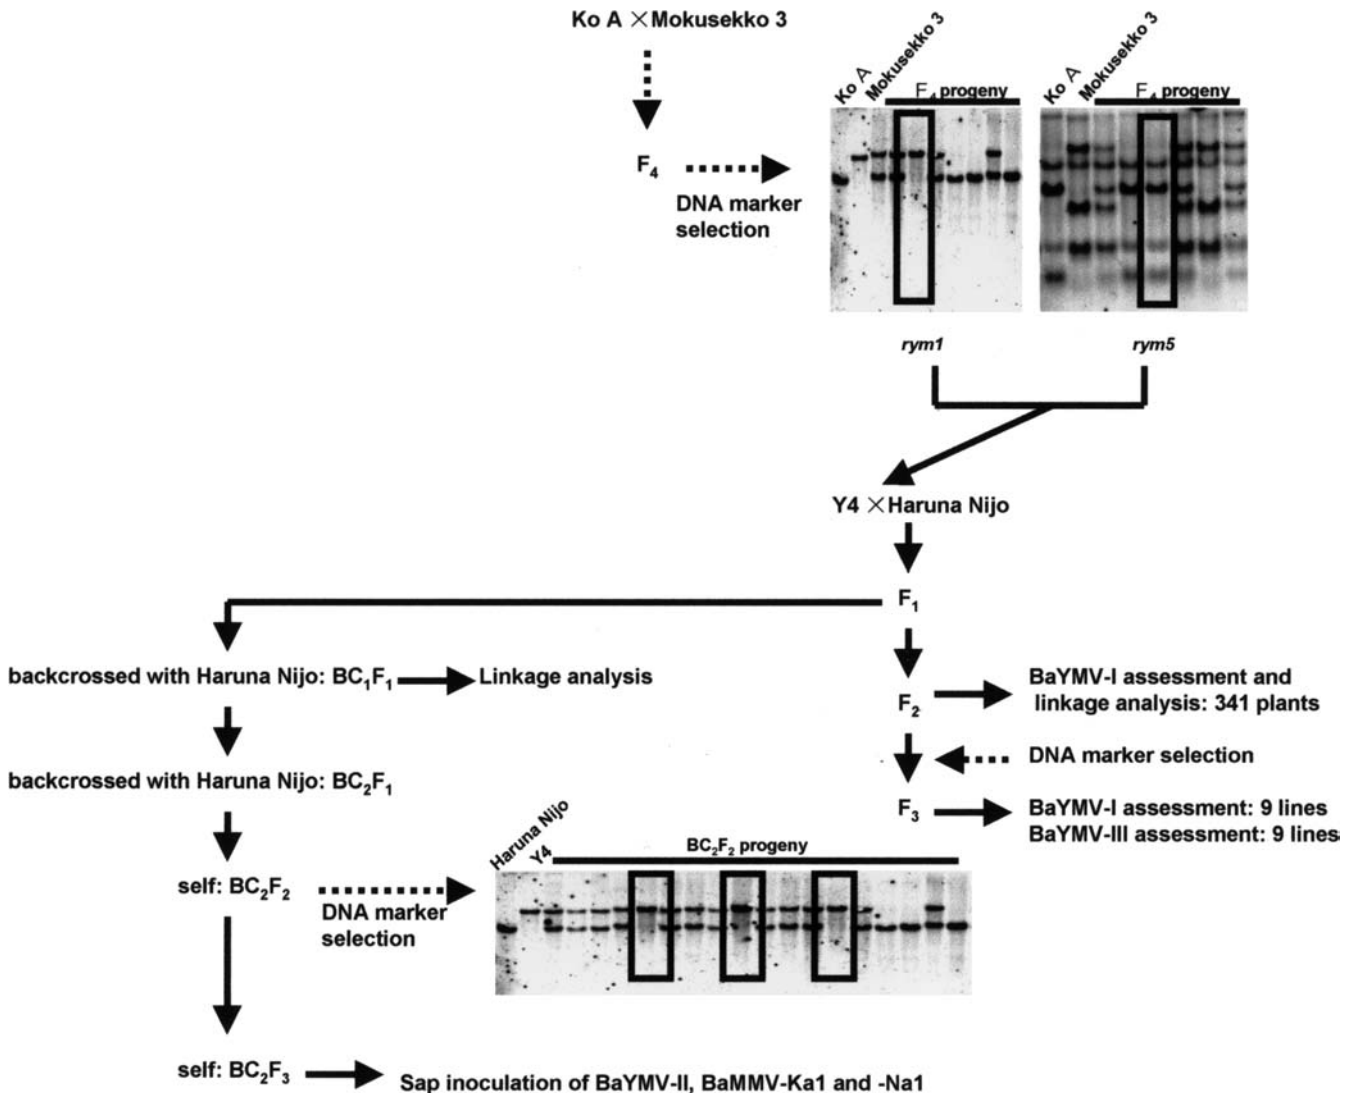 Ko A ×Mokusekko 3
Ko A
Mokusekko 3
F₄ progeny
Ko A
Mokusekko 3
F₄ progeny
F₄
DNA marker
selection
rym1
rym5
Y4 ×Haruna Nijo
F₁
backcrossed with Haruna Nijo: BC₁F₁
Linkage analysis
F₂
BaYMV-I assessment and
linkage analysis: 341 plants
DNA marker selection
backcrossed with Haruna Nijo: BC₂F₁
F₃
BaYMV-I assessment: 9 lines
BaYMV-III assessment: 9 lines
Haruna Nijo
Y4
BC₂F₂ progeny
self: BC₂F₂
DNA marker
selection
self: BC₂F₃
Sap inoculation of BaYMV-II, BaMMV-Ka1 and -Na1